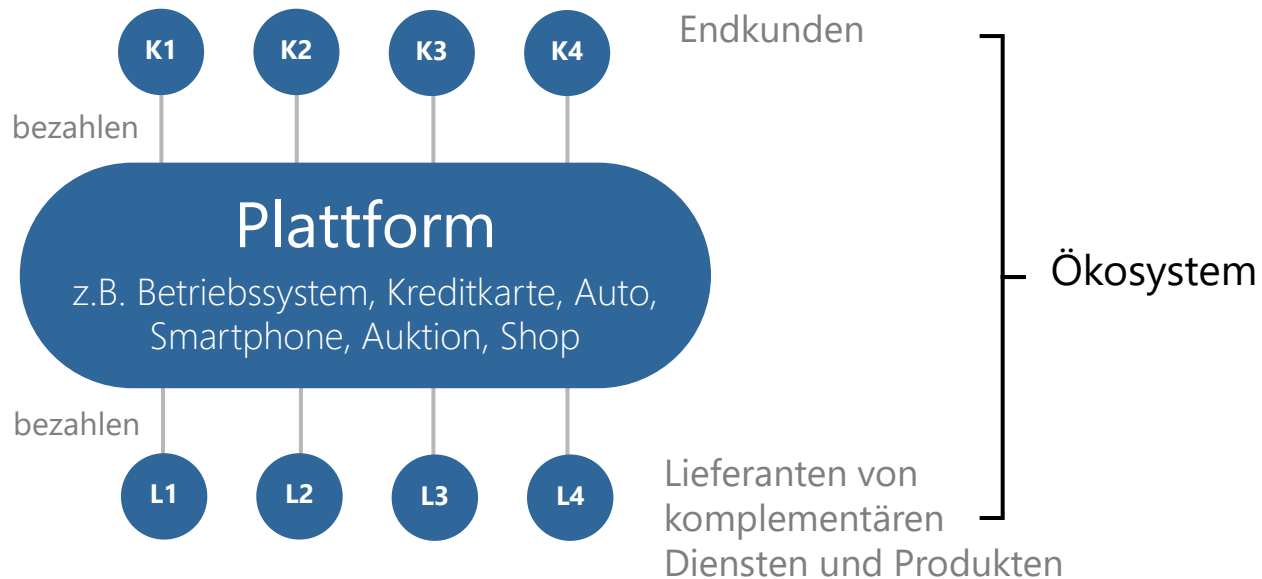 K1 K2 K3 K4
Endkunden
bezahlen
Plattform
z.B. Betriebssystem, Kreditkarte, Auto,
Smartphone, Auktion, Shop
Ökosystem
bezahlen
L1 L2 L3 L4
Lieferanten von
komplementären
Diensten und Produkten